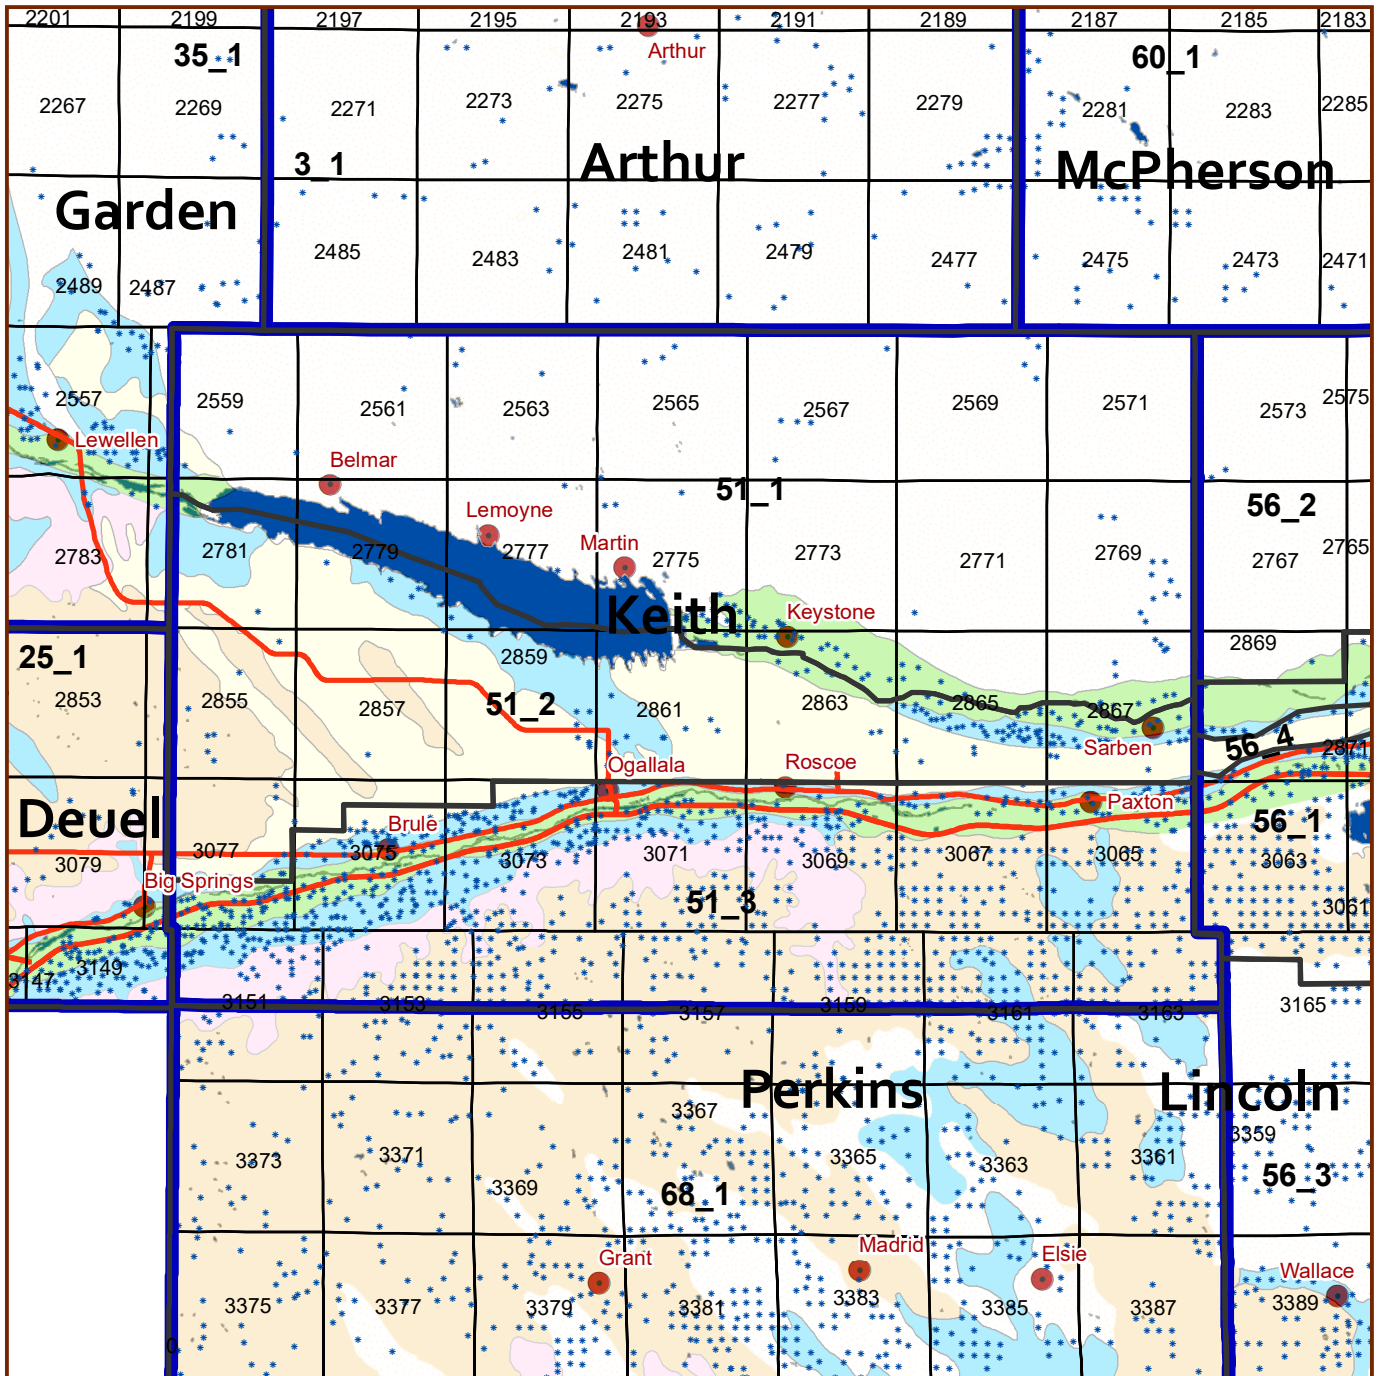 2201 2199 2197 2195 2193 2191 2189 2187 2185 2183
35_1 Arthur 60_1
2267 2269 2271 2273 2275 2277 2279 2281 2283 2285
3_1 Arthur McPherson
Garden
2485 2483 2481 2479 2477 2475 2473 2471
2489 2487
2557 2559 2561 2563 2565 2567 2569 2571 2573 2575
Lewellen
Belmar
51_1 56_2
Lemoyne
Martin
2783 2781 2779 2777 2775 2773 2771 2769 2767 2765
Keith Keystone
25_1 2859 2869
2853 2855 2857 51_2 2861 2863 2865 2867
Sarben 56_4 2871
Ogallala Roscoe
Paxton
Deuel Brule 56_1
3079 3077 3075 3073 3071 3069 3067 3065 3063
Big Springs
51_3 3061
3147 3149
3151 3153 3155 3157 3159 3161 3163 3165
Perkins Lincoln
3367
3373 3371 3369 3365 3363 3361 3359
68_1 56_3
Grant Madrid Elsie Wallace
3375 3377 3379 3381 3383 3385 3387 3389
0